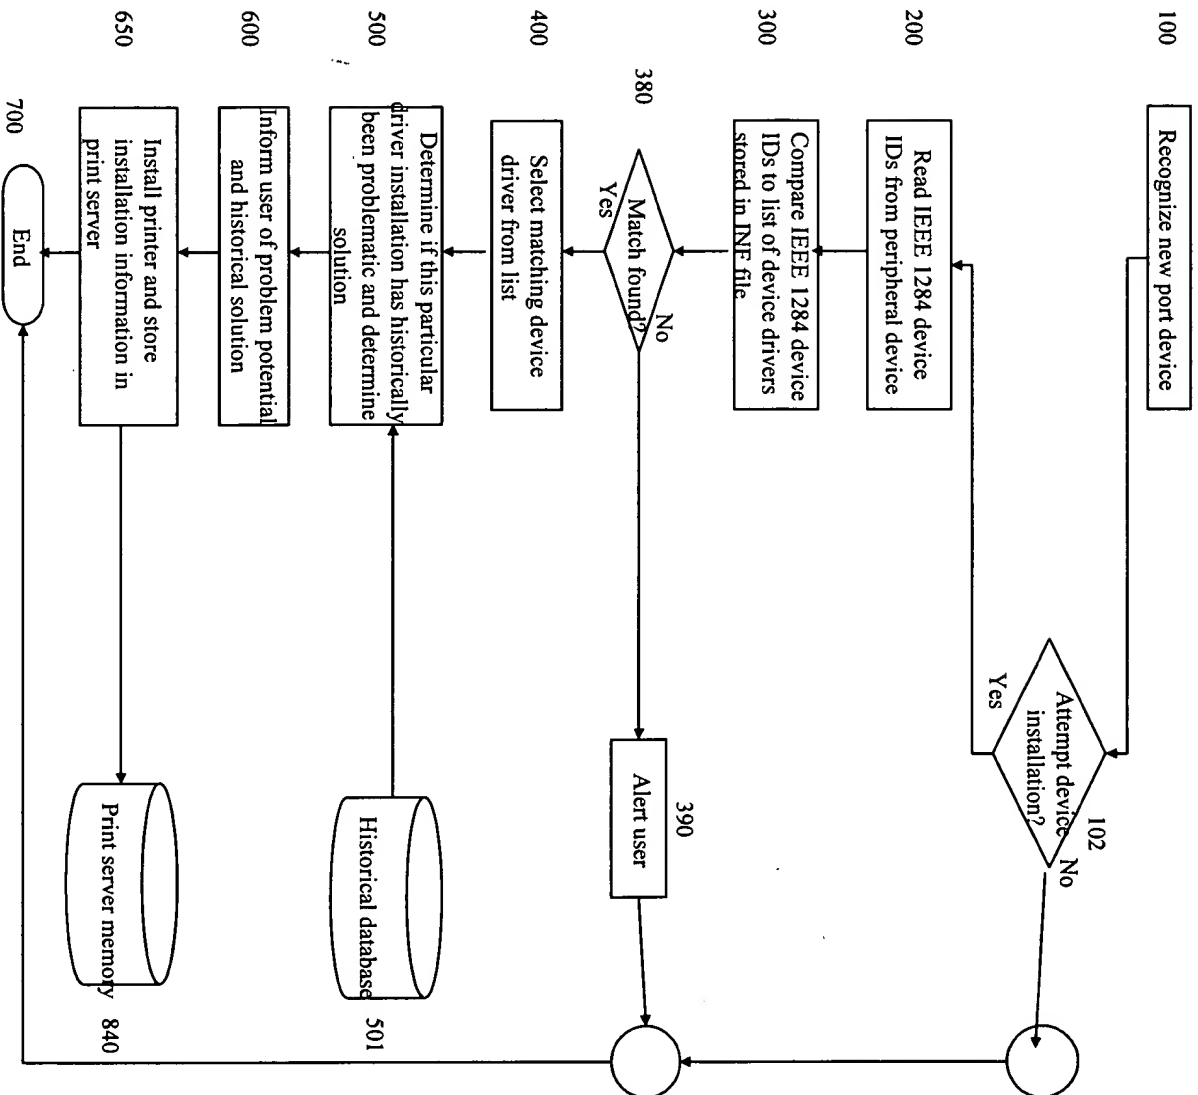 100
Recognize new port device
102
Attempt device
installation?
No
Yes
200
Read IEEE 1284 device
IDs from peripheral device
300
Compare IEEE 1284 device
IDs to list of device drivers
stored in INF file
380
Match found?
No
Yes
390
Alert user
400
Select matching device
driver from list
500
Determine if this particular
driver installation has historically
been problematic and determine
solution
Historical database
501
600
Inform user of problem potential
and historical solution
650
Install printer and store
installation information in
print server
Print server memory
840
700
End